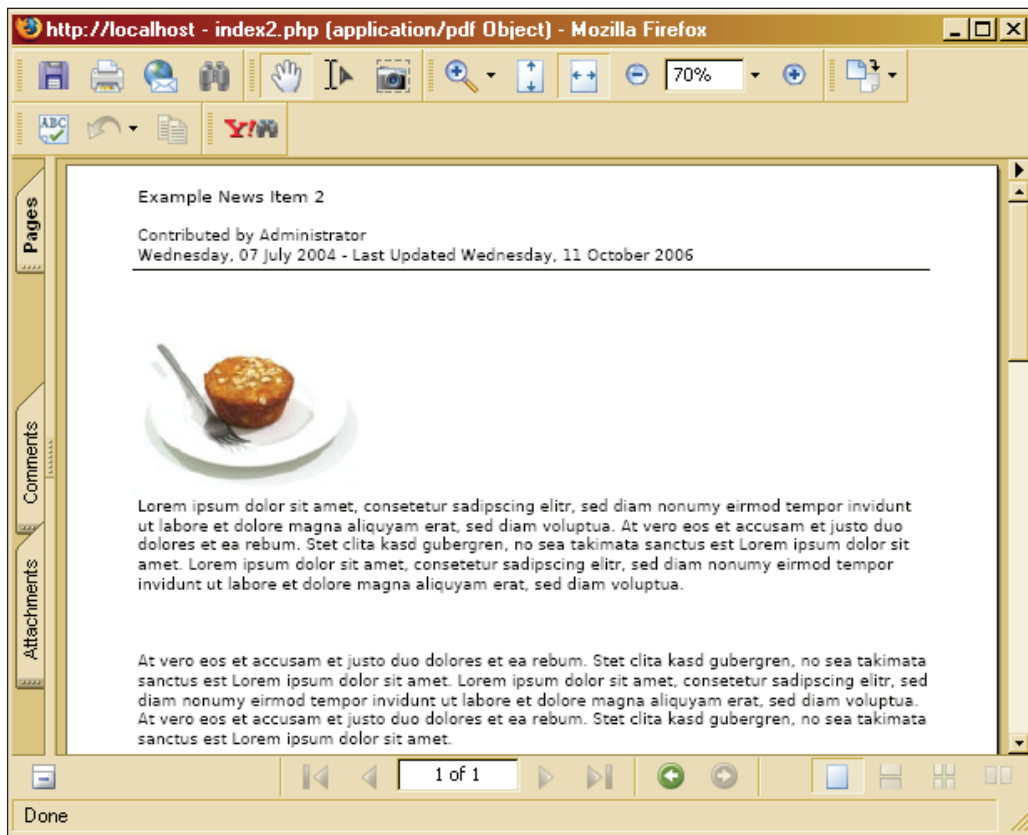 http://localhost - index2.php (application/pdf Object) - Mozilla Firefox
70%
ABC
Y!
Pages
Comments
Attachments
Example News Item 2
Contributed by Administrator
Wednesday, 07 July 2004 - Last Updated Wednesday, 11 October 2006
Lorem ipsum dolor sit amet, consetetur sadipscing elitr, sed diam nonumy eirmod tempor invidunt
ut labore et dolore magna aliquyam erat, sed diam voluptua. At vero eos et accusam et justo duo
dolores et ea rebum. Stet clita kasd gubergren, no sea takimata sanctus est Lorem ipsum dolor sit
amet. Lorem ipsum dolor sit amet, consetetur sadipscing elitr, sed diam nonumy eirmod tempor
invidunt ut labore et dolore magna aliquyam erat, sed diam voluptua.
At vero eos et accusam et justo duo dolores et ea rebum. Stet clita kasd gubergren, no sea takimata
sanctus est Lorem ipsum dolor sit amet. Lorem ipsum dolor sit amet, consetetur sadipscing elitr, sed
diam nonumy eirmod tempor invidunt ut labore et dolore magna aliquyam erat, sed diam voluptua.
At vero eos et accusam et justo duo dolores et ea rebum. Stet clita kasd gubergren, no sea takimata
sanctus est Lorem ipsum dolor sit amet.
1 of 1
Done